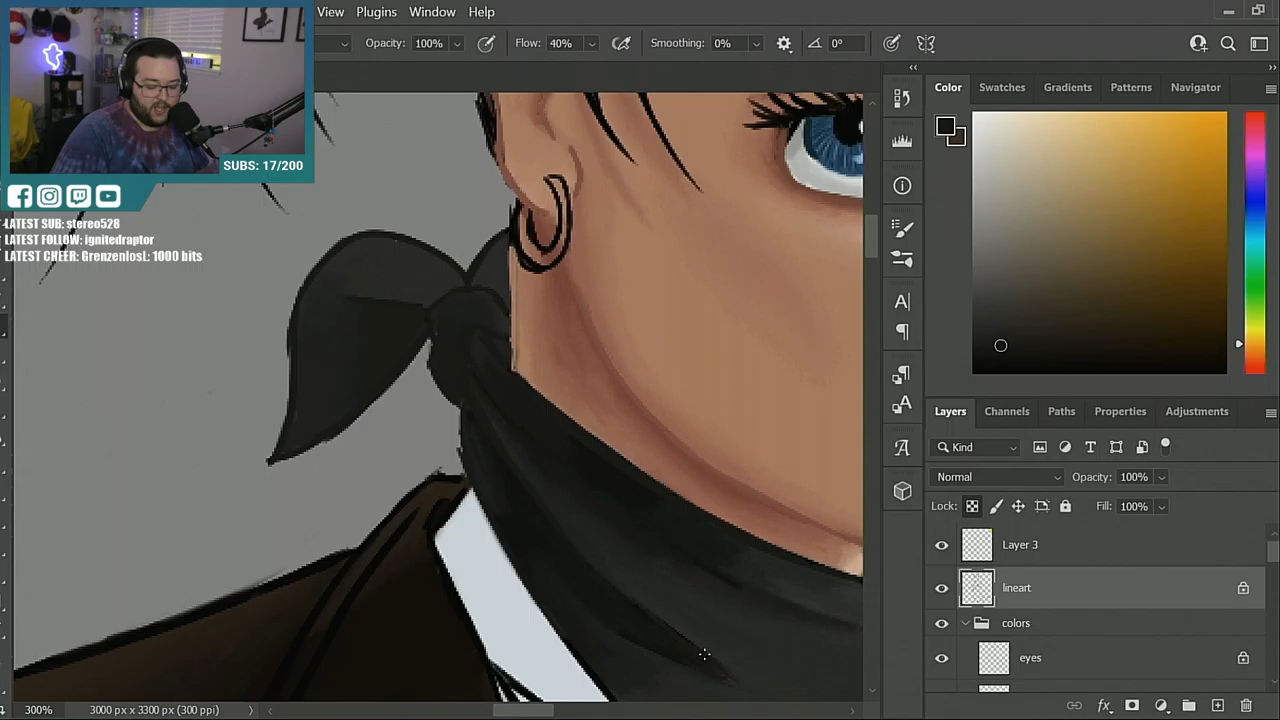 View Plugins Window Help
Opacity: 100% Flow: 40% Smoothing: 0% 0°
SUBS: 17/200
LATEST SUB: stereo528
LATEST FOLLOW: ignitedraptor
LATEST CHEER: GrenzenlosL: 1000 bits
Color Swatches Gradients Patterns Navigator
Layers Channels Paths Properties Adjustments
Kind
Normal Opacity: 100%
Lock: Fill: 100%
Layer 3
lineart
colors
eyes
300% 3000 px x 3300 px (300 ppi)